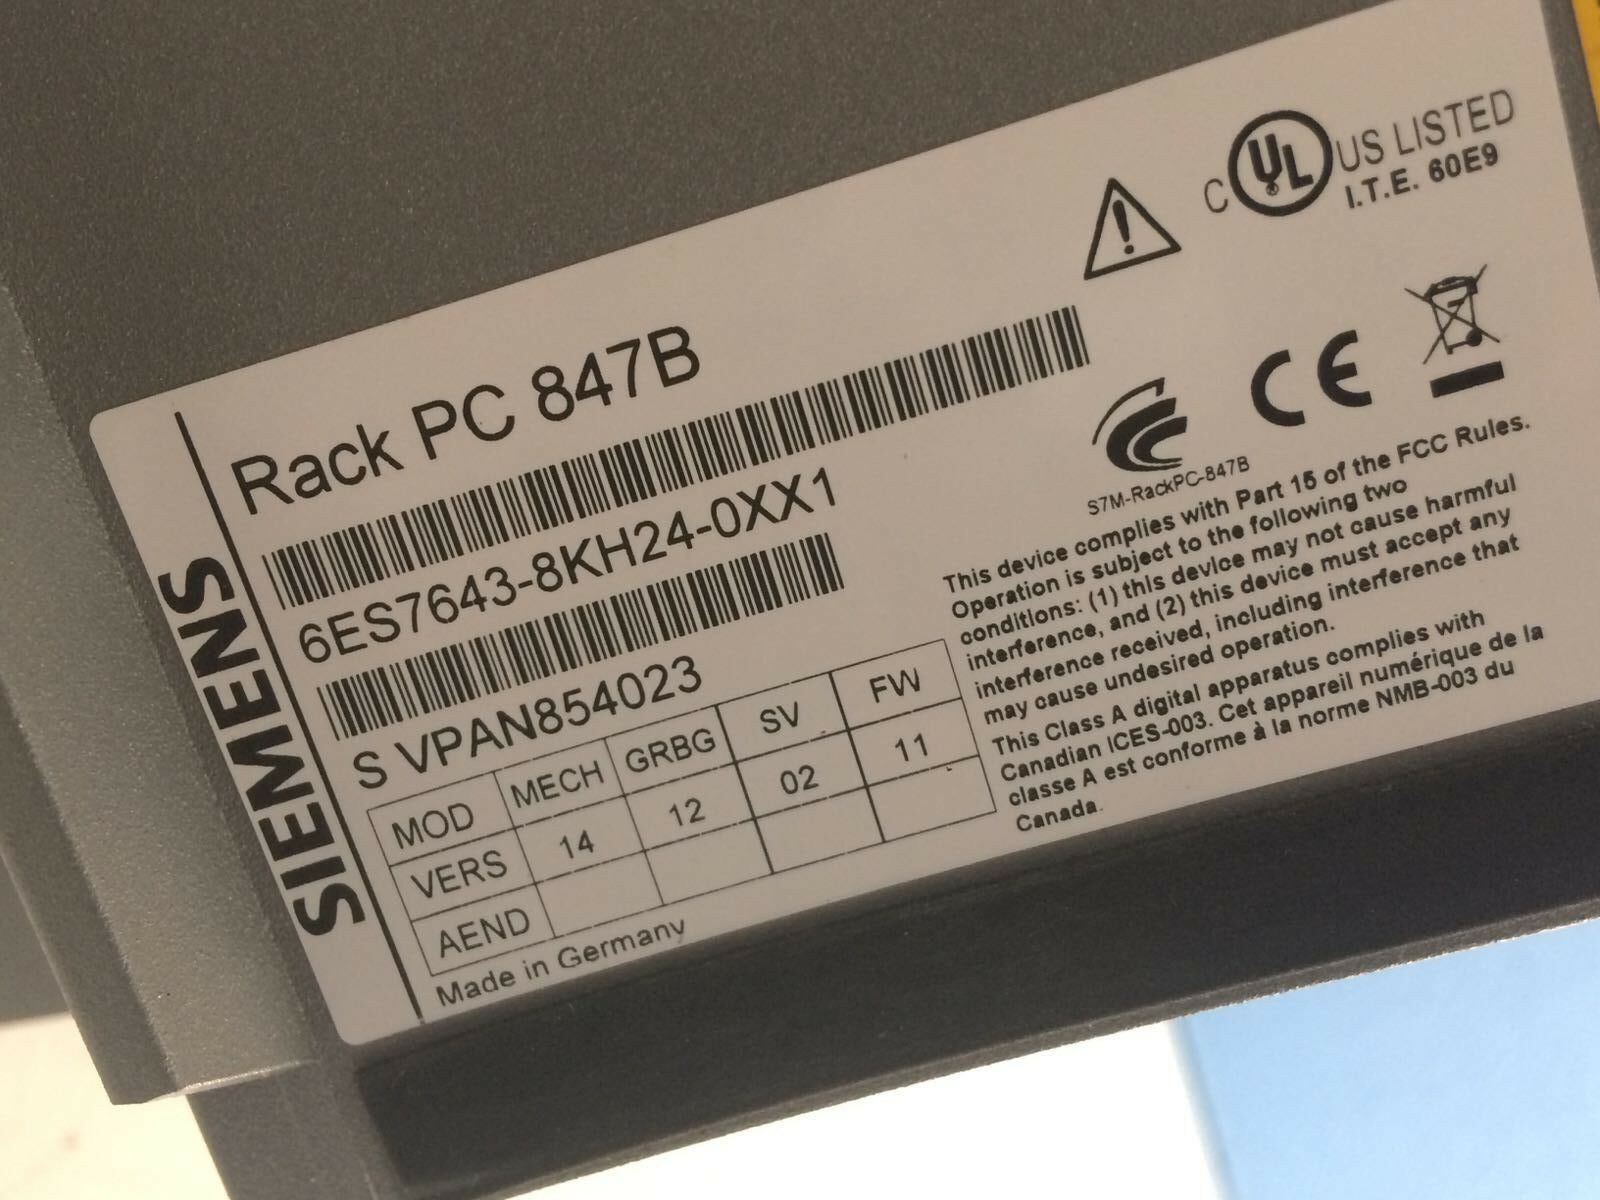 SIEMENS
Rack PC 847B
6ES7643-8KH24-0XX1
S VPAN854023
MOD MECH GRBG SV FW
VERS 14 12 02 11
AEND
Made in Germany
C UL ® US LISTED
I.T.E. 60E9
CE
S7M-RackPC-847B
This device complies with Part 15 of the FCC Rules.
Operation is subject to the following two
conditions: (1) this device may not cause harmful
interference, and (2) this device must accept any
interference received, including interference that
may cause undesired operation.
This Class A digital apparatus complies with
Canadian ICES-003. Cet appareil numérique de la
classe A est conforme à la norme NMB-003 du
Canada.